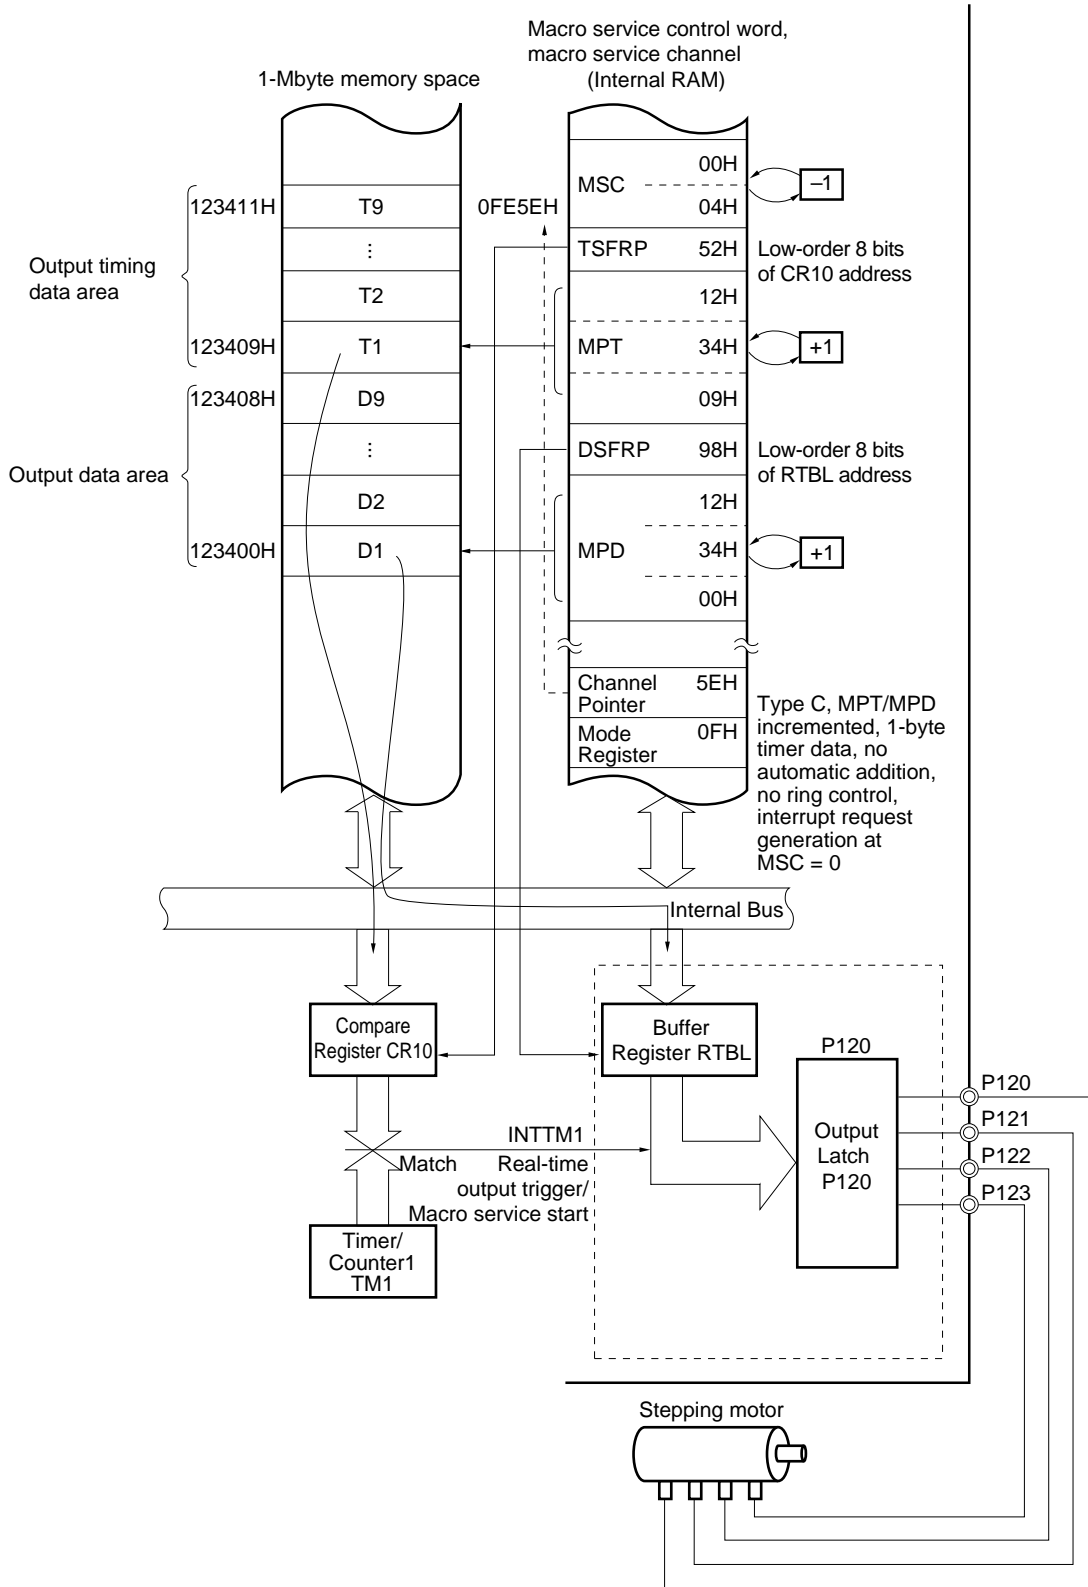 Macro service control word,
macro service channel
(Internal RAM)
1-Mbyte memory space
00H
MSC
–1
04H
123411H
T9
0FE5EH
TSFRP
52H
Low-order 8 bits
of CR10 address
⋮
Output timing
data area
T2
12H
123409H
T1
MPT
34H
+1
123408H
D9
09H
Output data area
⋮
DSFRP
98H
Low-order 8 bits
of RTBL address
D2
12H
123400H
D1
MPD
34H
+1
00H
Channel
Pointer
5EH
Mode
Register
0FH
Type C, MPT/MPD
incremented, 1-byte
timer data, no
automatic addition,
no ring control,
interrupt request
generation at
MSC = 0
Internal Bus
Compare
Register CR10
Buffer
Register RTBL
P120
Output
Latch
P120
P120
P121
P122
P123
INTTM1
Match
Real-time
output trigger/
Macro service start
Timer/
Counter1
TM1
Stepping motor